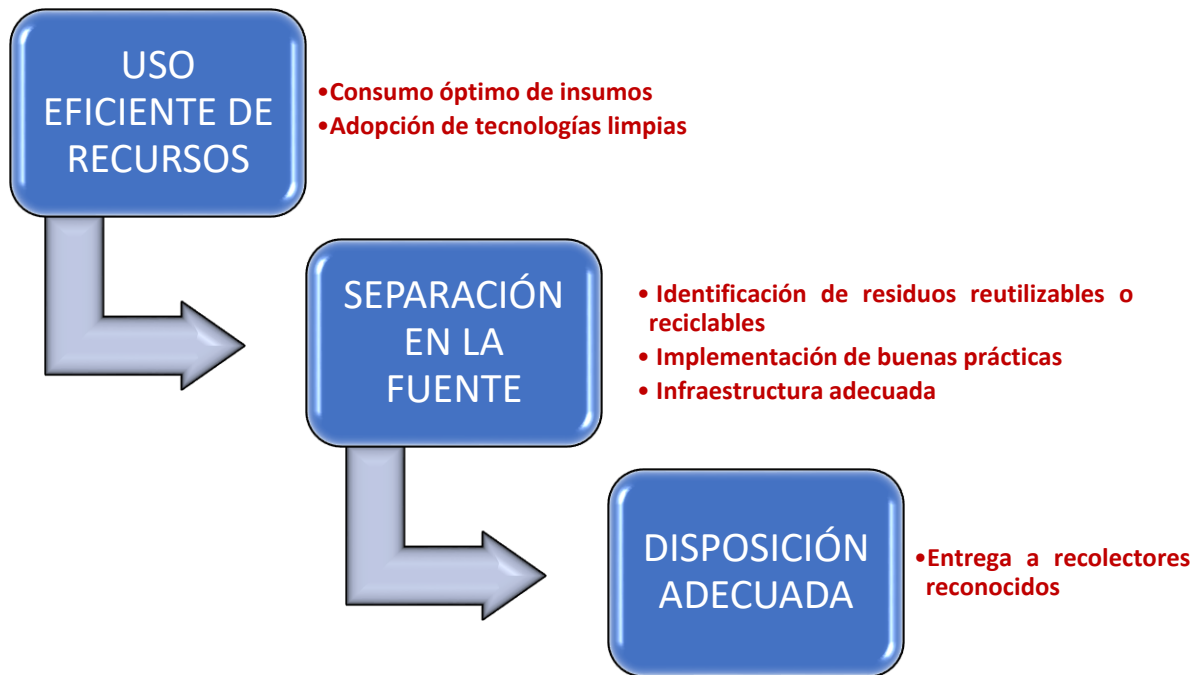 USO
EFICIENTE DE
RECURSOS
•Consumo óptimo de insumos
•Adopción de tecnologías limpias
SEPARACIÓN
EN LA
FUENTE
• Identificación de residuos reutilizables o
reciclables
• Implementación de buenas prácticas
• Infraestructura adecuada
DISPOSICIÓN
ADECUADA
•Entrega a recolectores
reconocidos